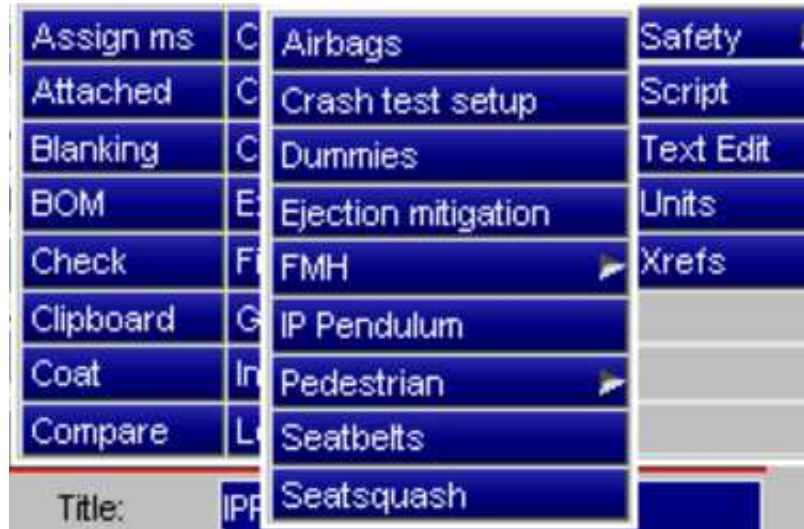 Assign ms
Attached
Blanking
BOM
Check
Clipboard
Coat
Compare
Airbags
Crash test setup
Dummies
Ejection mitigation
FMH
IP Pendulum
Pedestrian
Seatbelts
Seatsquash
Safety
Script
Text Edit
Units
Xrefs
Title: